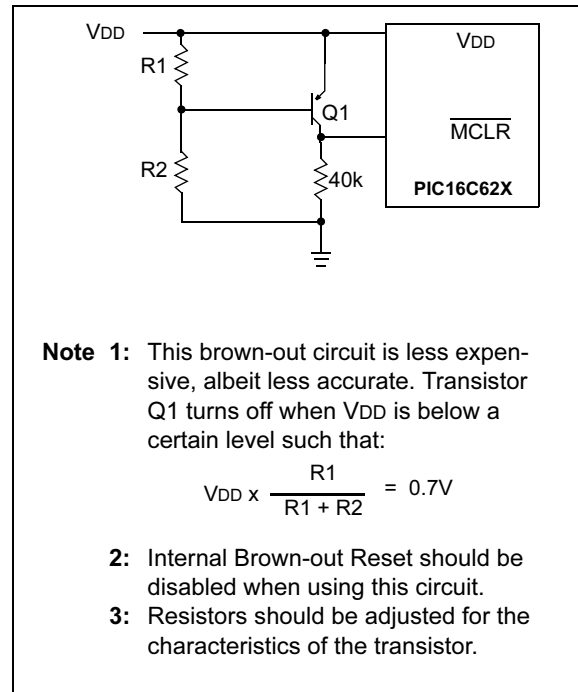 VDD
VDD
R1
Q1
MCLR
R2
40k
PIC16C62X
Note 1: This brown-out circuit is less expen-
sive, albeit less accurate. Transistor
Q1 turns off when VDD is below a
certain level such that:
VDD x R1 / R1 + R2 = 0.7V
2: Internal Brown-out Reset should be
disabled when using this circuit.
3: Resistors should be adjusted for the
characteristics of the transistor.